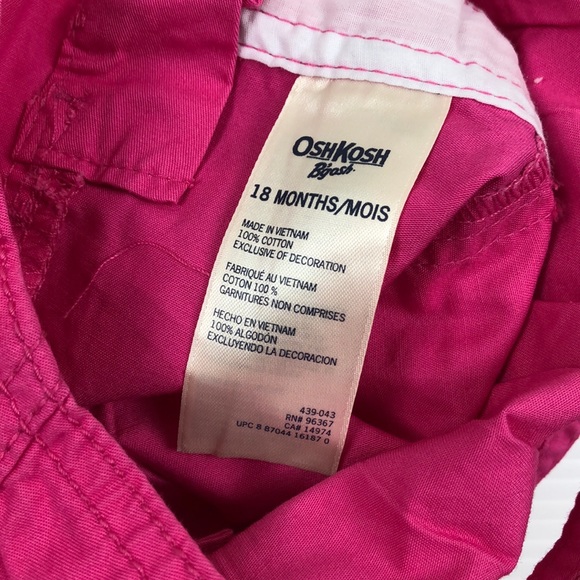 OSHKOSH
B'gosh.
18 MONTHS/MOIS
MADE IN VIETNAM
100% COTTON
EXCLUSIVE OF DECORATION
FABRIQUÉ AU VIETNAM
COTON 100 %
GARNITURES NON COMPRISES
HECHO EN VIETNAM
100% ALGODÓN
EXCLUYENDO LA DECORACION
439-043
RN# 96367
CA# 14974
UPC 8 87044 16187 0